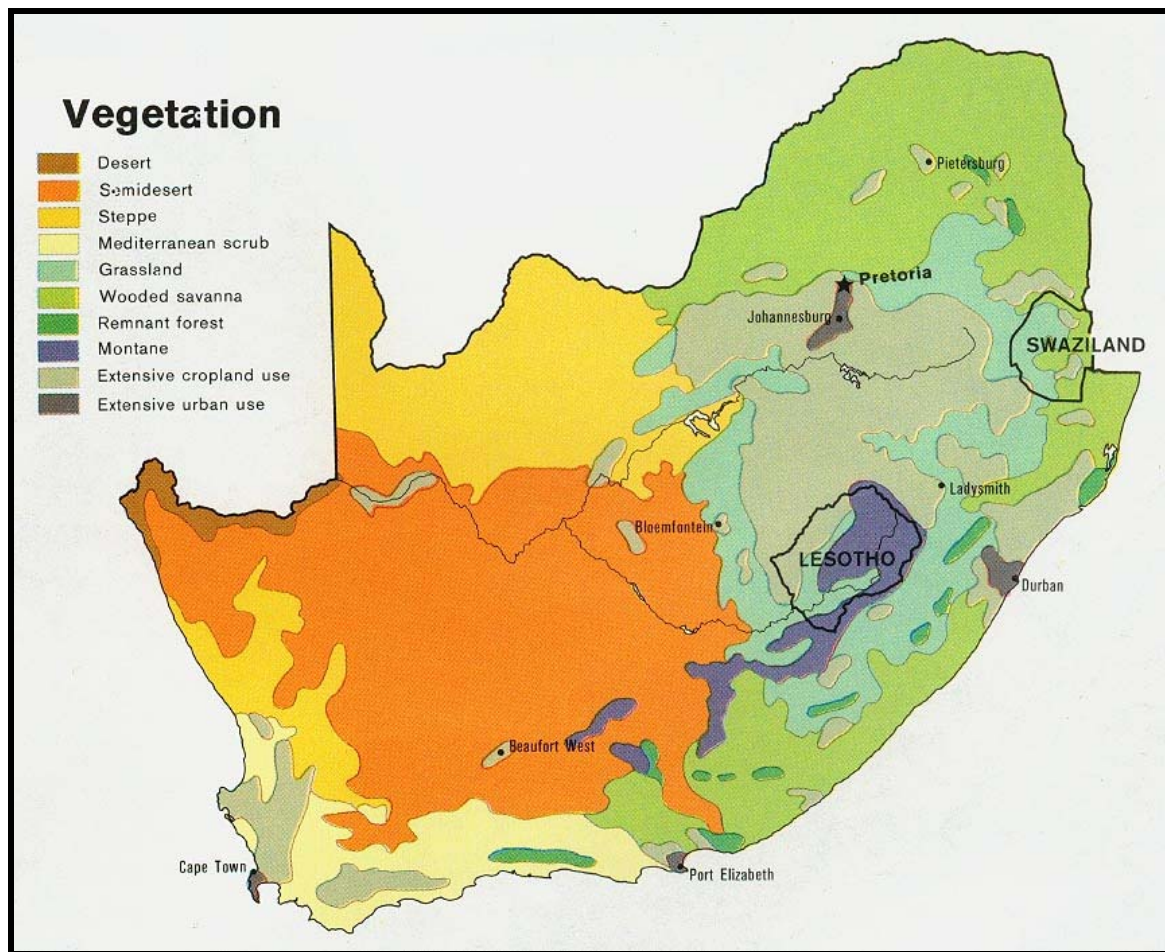 Vegetation
Desert
Semidesert
Steppe
Mediterranean scrub
Grassland
Wooded savanna
Remnant forest
Montane
Extensive cropland use
Extensive urban use
Pietersburg
Pretoria
Johannesburg
SWAZILAND
Ladysmith
Bloemfontein
LESOTHO
Durban
Beaufort West
Cape Town
Port Elizabeth